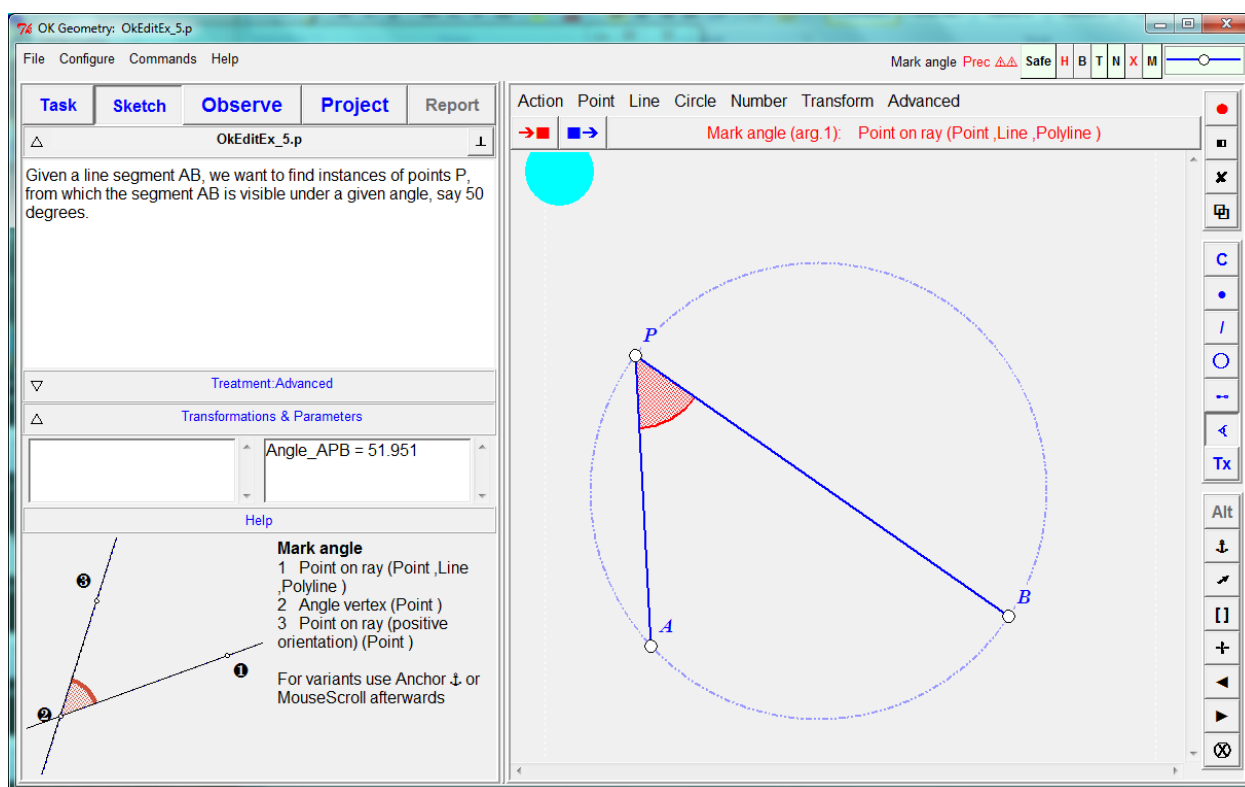 OK Geometry: OkEditEx_5.p
File Configure Commands Help
Mark angle Prec ⚠⚠ Safe H B T N X M
Task Sketch Observe Project Report
△ OkEditEx_5.p ⊥
Given a line segment AB, we want to find instances of points P,
from which the segment AB is visible under a given angle, say 50
degrees.
▽ Treatment:Advanced
△ Transformations & Parameters
Angle_APB = 51.951
Help
Mark angle
1 Point on ray (Point ,Line
,Polyline )
2 Angle vertex (Point )
3 Point on ray (positive
orientation) (Point )
For variants use Anchor ⚓ or
MouseScroll afterwards
❸
❶
❷
Action Point Line Circle Number Transform Advanced
Mark angle (arg.1): Point on ray (Point ,Line ,Polyline )
P
A
B
C
Tx
Alt
[ ]